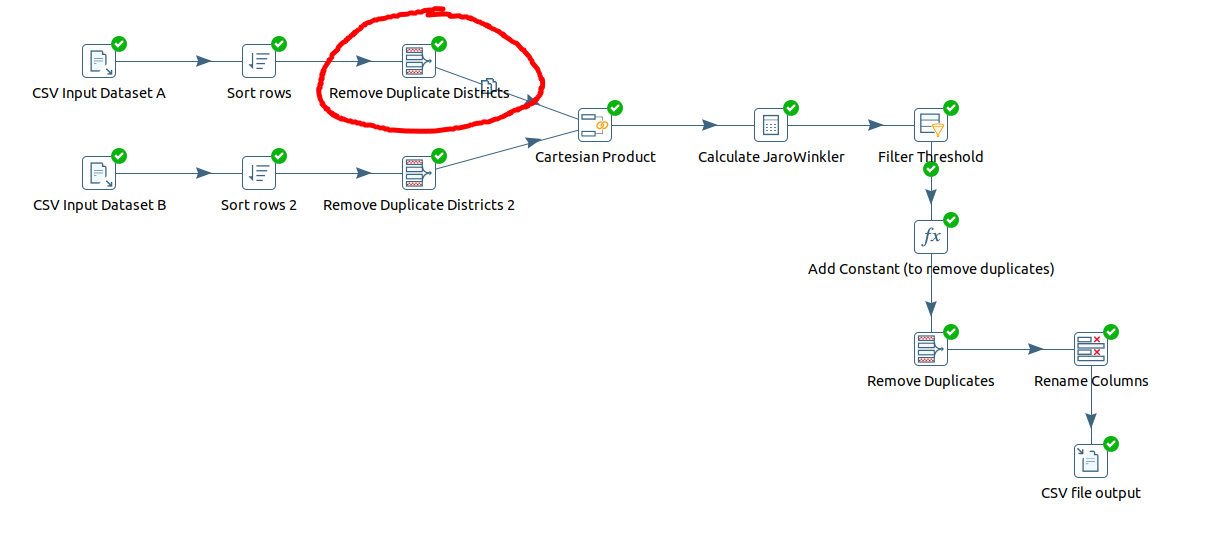 CSV Input Dataset A
Sort rows
Remove Duplicate Districts
CSV Input Dataset B
Sort rows 2
Remove Duplicate Districts 2
Cartesian Product
Calculate JaroWinkler
Filter Threshold
fx
Add Constant (to remove duplicates)
Remove Duplicates
Rename Columns
CSV file output